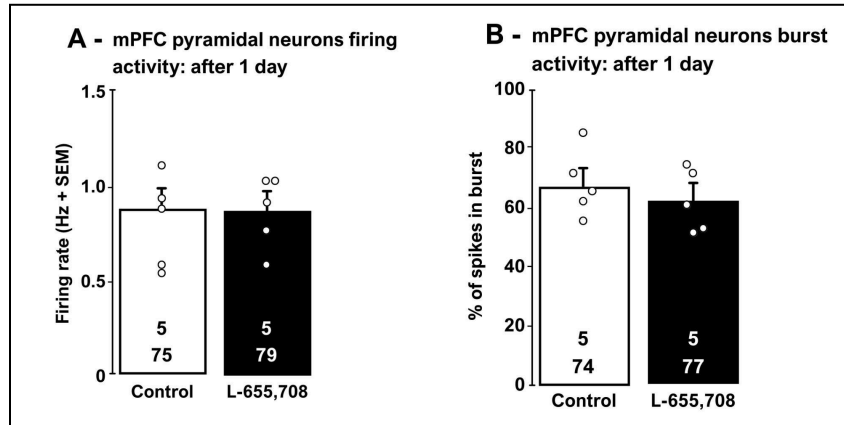 A - mPFC pyramidal neurons firing
activity: after 1 day
1.5
1.0
0.5
0
Firing rate (Hz + SEM)
5
75
5
79
Control
L-655,708
B - mPFC pyramidal neurons burst
activity: after 1 day
100
80
60
40
20
0
% of spikes in burst
5
74
5
77
Control
L-655,708